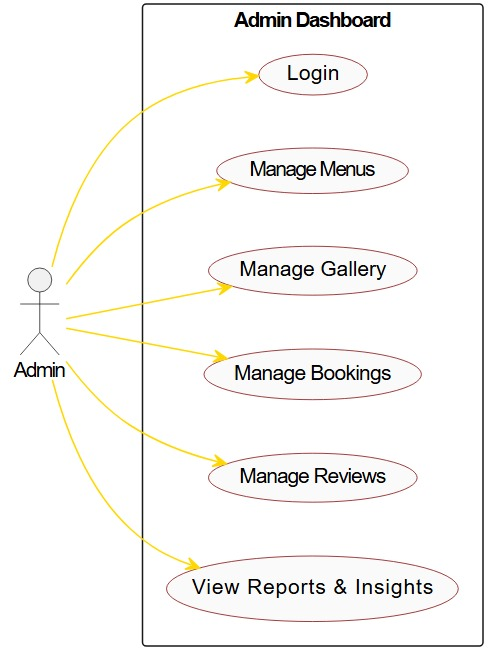 Admin Dashboard
Login
Manage Menus
Manage Gallery
Admin
Manage Bookings
Manage Reviews
View Reports & Insights